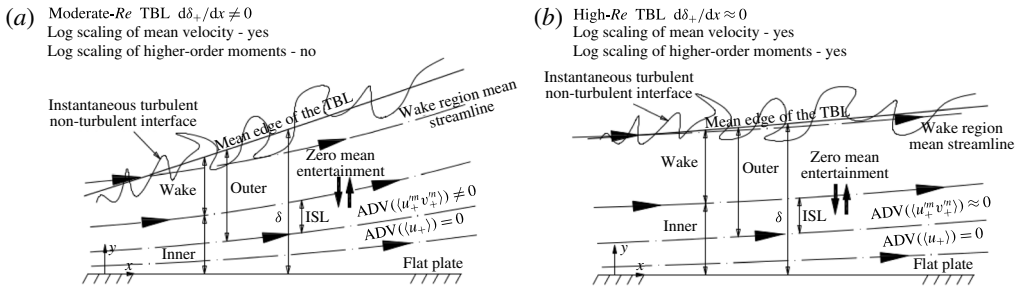 (a) Moderate-Re TBL dδ+/dx ≠ 0
Log scaling of mean velocity - yes
Log scaling of higher-order moments - no
Instantaneous turbulent
non-turbulent interface
Mean edge of the TBL
Wake region mean
streamline
Zero mean
entertainment
Wake
Outer
δ
ISL
ADV(⟨u′m+ v′n+⟩) ≠ 0
ADV(⟨u+⟩) = 0
Inner
y
x
Flat plate
(b) High-Re TBL dδ+/dx ≈ 0
Log scaling of mean velocity - yes
Log scaling of higher-order moments - yes
Instantaneous turbulent
non-turbulent interface
Mean edge of the TBL
Wake region
mean streamline
Zero mean
entertainment
Wake
Outer
δ
ISL
ADV(⟨u′m+ v′n+⟩) ≈ 0
ADV(⟨u+⟩) = 0
Inner
y
x
Flat plate